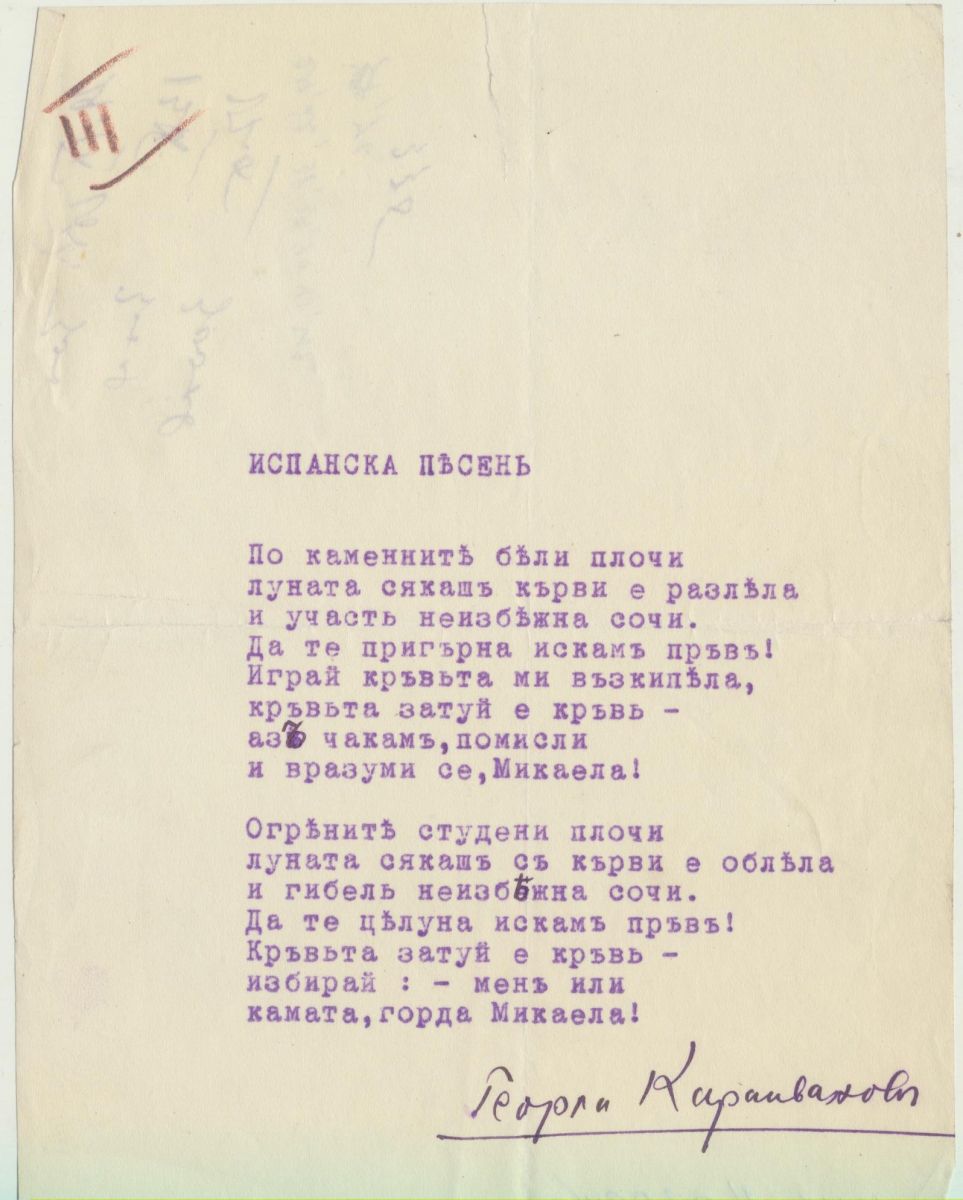 III
ИСПАНСКА ПѢСЕНЬ
По каменнитѣ бѣли плочи
луната сякашъ кърви е разлѣла
и участь неизбѣжна сочи.
Да те пригърна искамъ пръвъ!
Играй кръвьта ми възкипѣла,
кръвьта затуй е кръвь -
азъ чакамъ,помисли
и вразуми се,Микаела!
Огрѣнитѣ студени плочи
луната сякашъ съ кърви е облѣла
и гибель неизбѣжна сочи.
Да те цѣлуна искамъ пръвъ!
Кръвьта затуй е кръвь -
избирай : - менъ или
камата,горда Микаела!
Георги Караивановъ